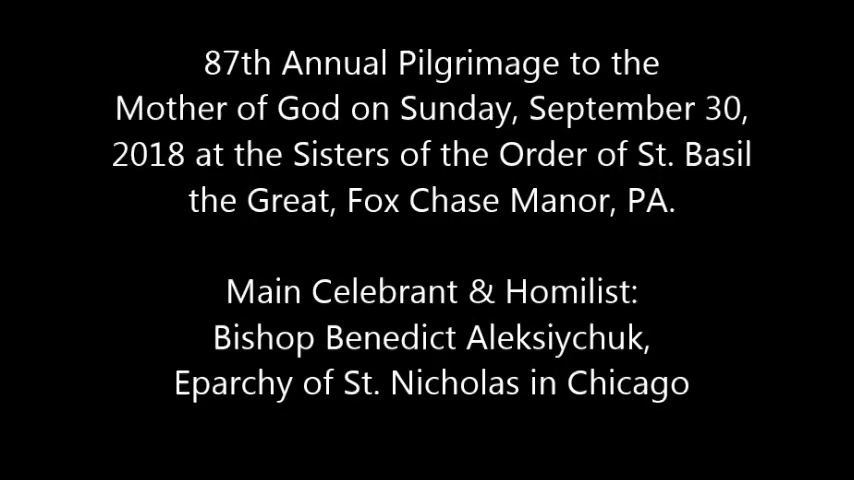 87th Annual Pilgrimage to the
Mother of God on Sunday, September 30,
2018 at the Sisters of the Order of St. Basil
the Great, Fox Chase Manor, PA.
Main Celebrant & Homilist:
Bishop Benedict Aleksiychuk,
Eparchy of St. Nicholas in Chicago